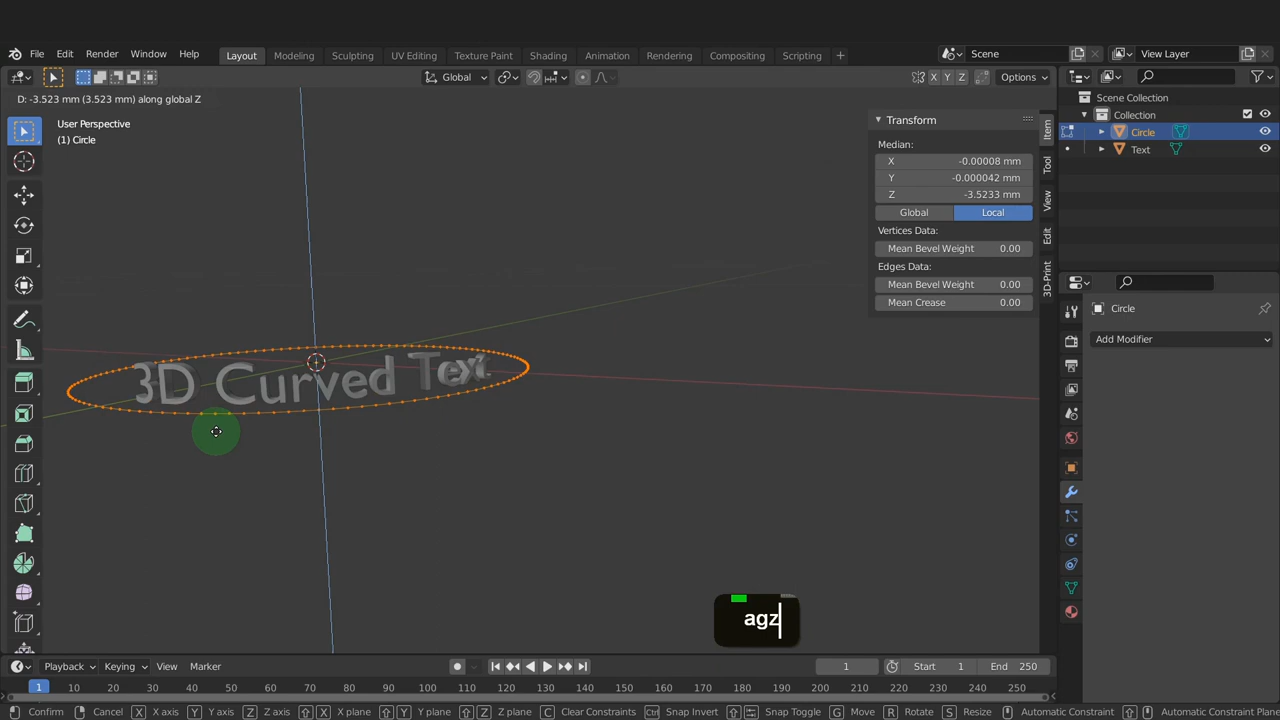 File Edit Render Window Help Layout Modeling Sculpting UV Editing Texture Paint Shading Animation Rendering Compositing Scripting + Scene View Layer
Global X Y Z Options
D: -3.523 mm (3.523 mm) along global Z
Scene Collection
Collection
Circle
Text
User Perspective
(1) Circle
Transform
Median:
X -0.00008 mm
Y -0.000042 mm
Z -3.5233 mm
Global Local
Vertices Data:
Mean Bevel Weight 0.00
Edges Data:
Mean Bevel Weight 0.00
Mean Crease 0.00
Item
Tool
View
Edit
3D-Print
Circle
Add Modifier
3D Curved Text
agz
Playback Keying View Marker 1 Start 1 End 250
1 10 20 30 40 50 60 70 80 90 100 110 120 130 140 150 160 170 180 190 200 210 220 230 240 250
Confirm Cancel X X axis Y Y axis Z Z axis X X plane Y Y plane Z Z plane C Clear Constraints Ctrl Snap Invert Snap Toggle G Move R Rotate S Resize Automatic Constraint Automatic Constraint Plane